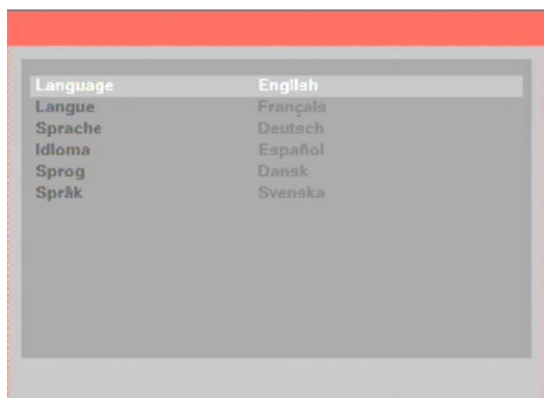 Language English
Langue Français
Sprache Deutsch
Idioma Español
Sprog Dansk
Språk Svenska